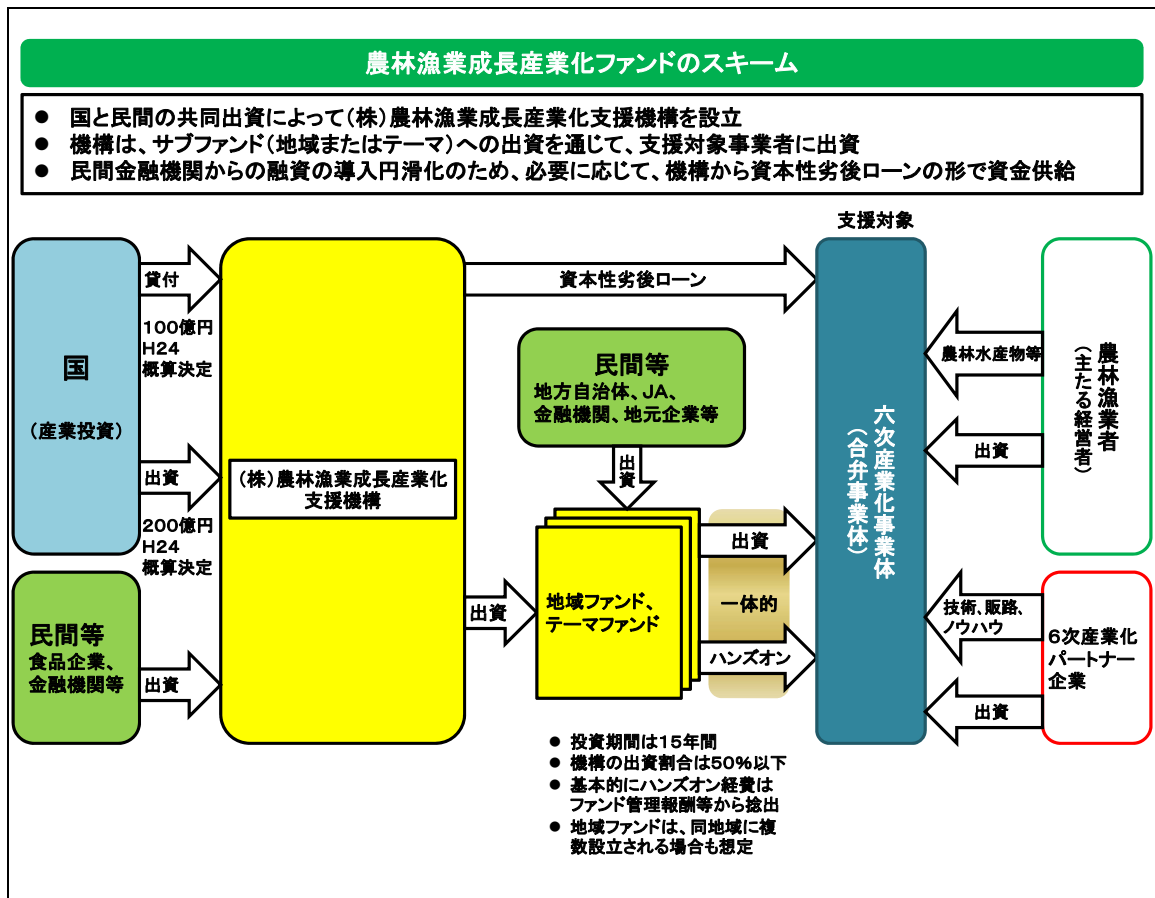 農林漁業成長産業化ファンドのスキーム
● 国と民間の共同出資によって(株)農林漁業成長産業化支援機構を設立
● 機構は、サブファンド(地域またはテーマ)への出資を通じて、支援対象事業者に出資
● 民間金融機関からの融資の導入円滑化のため、必要に応じて、機構から資本性劣後ローンの形で資金供給
国
(産業投資)
貸付
100億円
H24
概算決定
出資
200億円
H24
概算決定
民間等
食品企業、
金融機関等
出資
(株)農林漁業成長産業化
支援機構
資本性劣後ローン
民間等
地方自治体、JA、
金融機関、地元企業等
出資
出資
地域ファンド、
テーマファンド
出資
一体的
ハンズオン
● 投資期間は15年間
● 機構の出資割合は50%以下
● 基本的にハンズオン経費は
ファンド管理報酬等から捻出
● 地域ファンドは、同地域に複
数設立される場合も想定
支援対象
六次産業化事業体
(合弁事業体)
農林水産物等
出資
農林漁業者
(主たる経営者)
技術、販路、
ノウハウ
出資
6次産業化
パートナー
企業